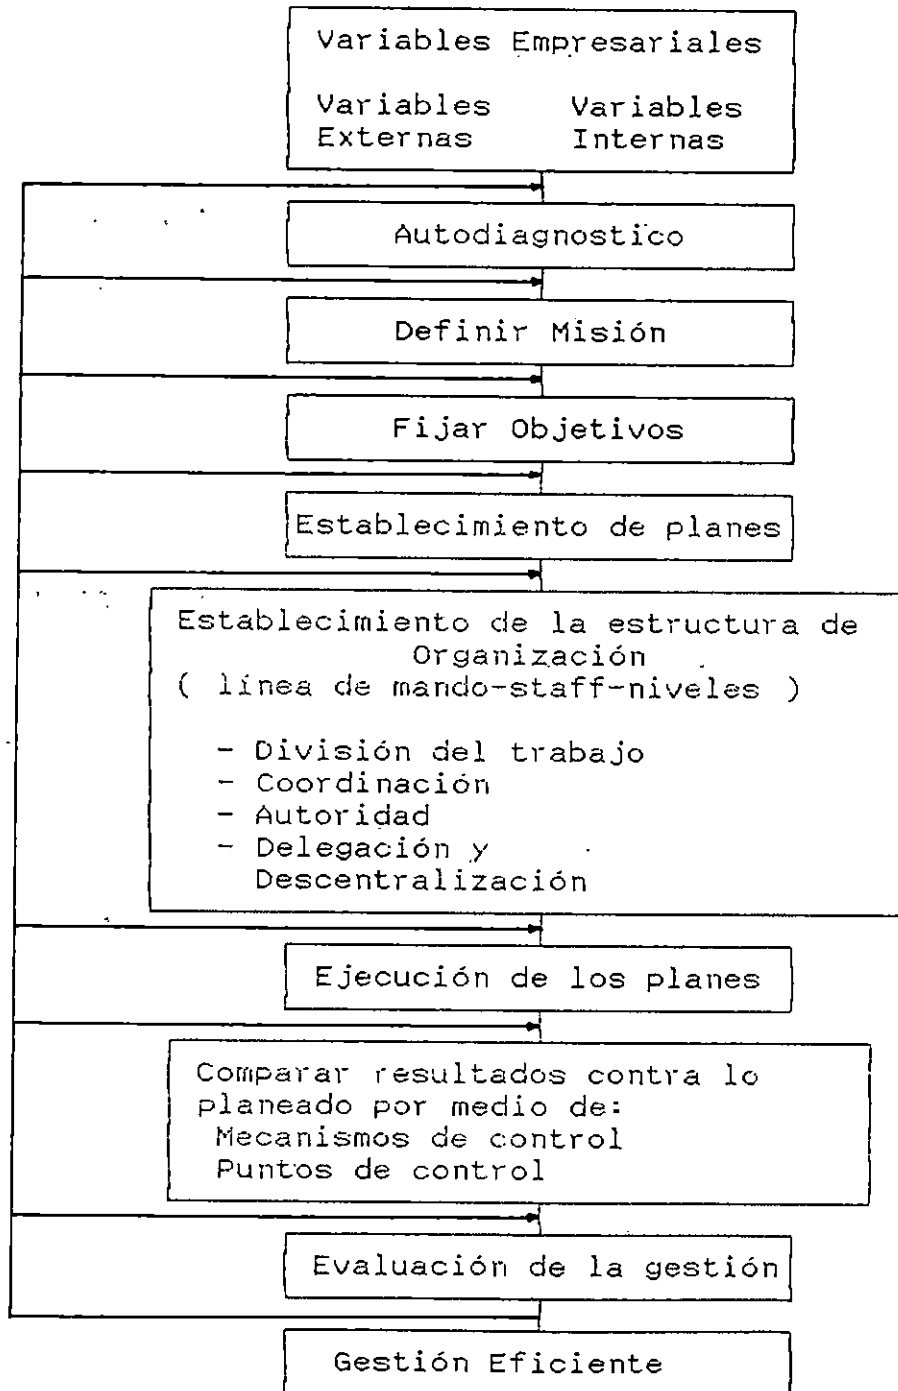 Variables Empresariales
Variables Variables
Externas Internas
Autodiagnostico
Definir Misión
Fijar Objetivos
Establecimiento de planes
Establecimiento de la estructura de
Organización
( línea de mando-staff-niveles )
- División del trabajo
- Coordinación
- Autoridad
- Delegación y
Descentralización
Ejecución de los planes
Comparar resultados contra lo
planeado por medio de:
Mecanismos de control
Puntos de control
Evaluación de la gestión
Gestión Eficiente